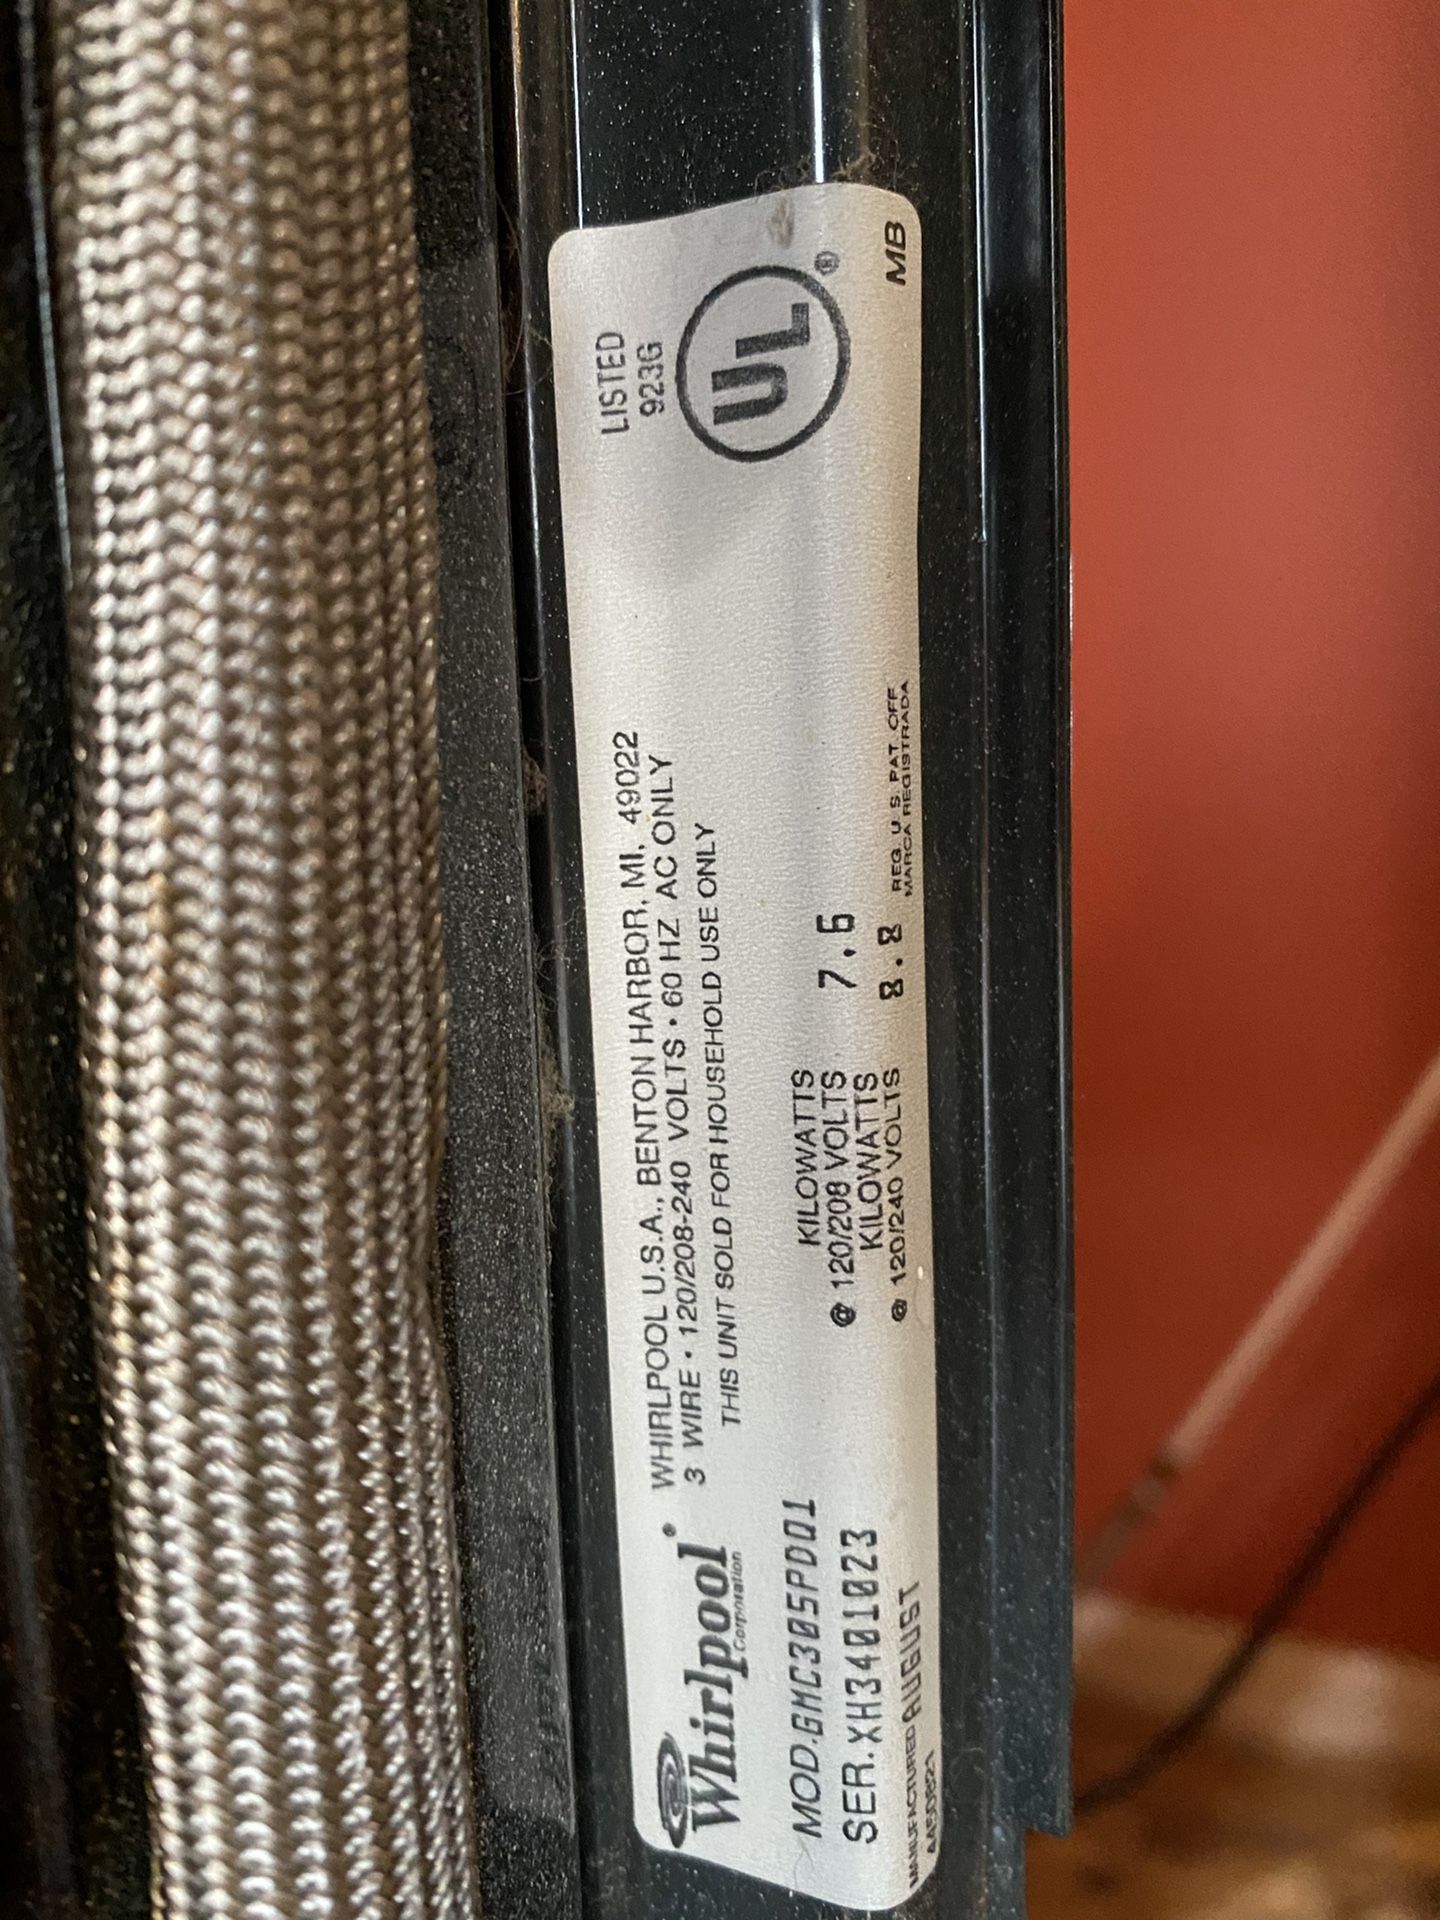 Whirlpool®
Corporation
WHIRLPOOL U.S.A., BENTON HARBOR, MI. 49022
3 WIRE • 120/208-240 VOLTS • 60 HZ AC ONLY
THIS UNIT SOLD FOR HOUSEHOLD USE ONLY
LISTED
923G
UL®
MOD.GMC305PDQ1
SER.XH3401023
KILOWATTS
@ 120/208 VOLTS 7.6
KILOWATTS
@ 120/240 VOLTS 8.8
MANUFACTURED AUGUST
4450821
REG. U.S. PAT. OFF.
MARCA REGISTRADA
MB